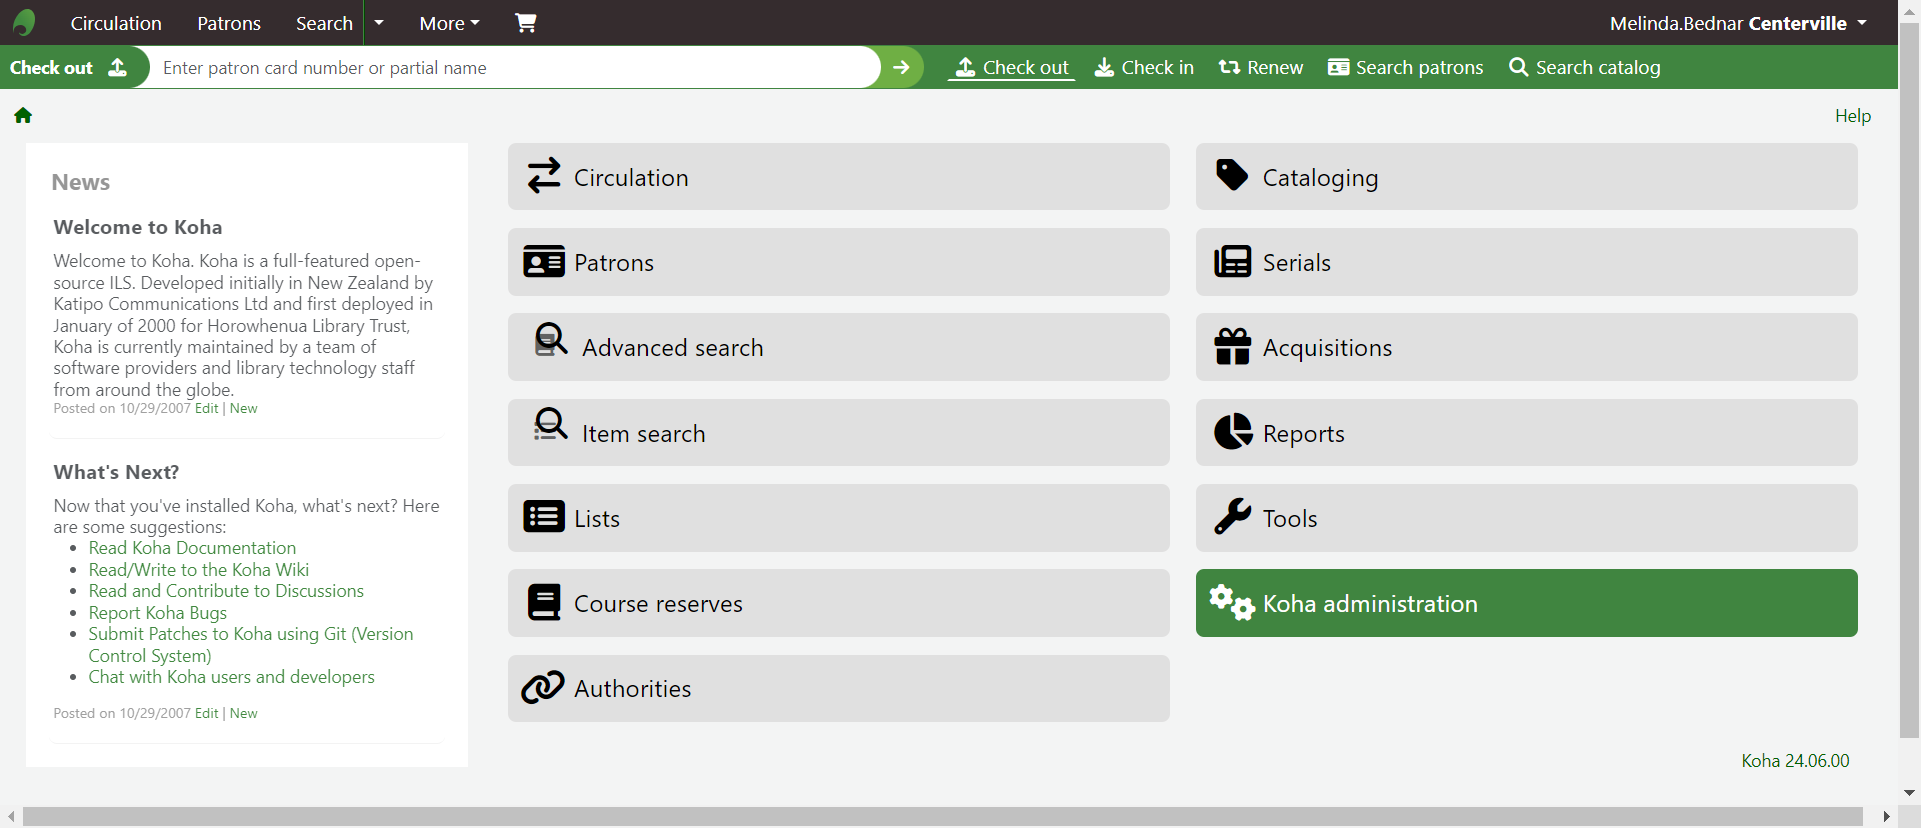 Circulation Patrons Search More Melinda.Bednar Centerville
Check out Enter patron card number or partial name Check out Check in Renew Search patrons Search catalog
Help
News
Welcome to Koha
Welcome to Koha. Koha is a full-featured open-
source ILS. Developed initially in New Zealand by
Katipo Communications Ltd and first deployed in
January of 2000 for Horowhenua Library Trust,
Koha is currently maintained by a team of
software providers and library technology staff
from around the globe.
Posted on 10/29/2007 Edit | New
What's Next?
Now that you've installed Koha, what's next? Here
are some suggestions:
• Read Koha Documentation
• Read/Write to the Koha Wiki
• Read and Contribute to Discussions
• Report Koha Bugs
• Submit Patches to Koha using Git (Version
Control System)
• Chat with Koha users and developers
Posted on 10/29/2007 Edit | New
Circulation
Patrons
Advanced search
Item search
Lists
Course reserves
Authorities
Cataloging
Serials
Acquisitions
Reports
Tools
Koha administration
Koha 24.06.00